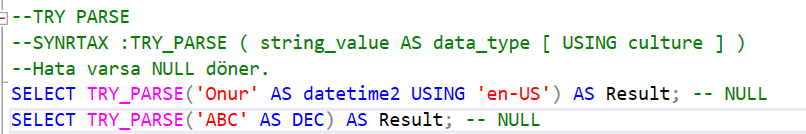 --TRY PARSE
--SYNRTAX :TRY_PARSE ( string_value AS data_type [ USING culture ] )
--Hata varsa NULL döner.
SELECT TRY_PARSE('Onur' AS datetime2 USING 'en-US') AS Result; -- NULL
SELECT TRY_PARSE('ABC' AS DEC) AS Result; -- NULL